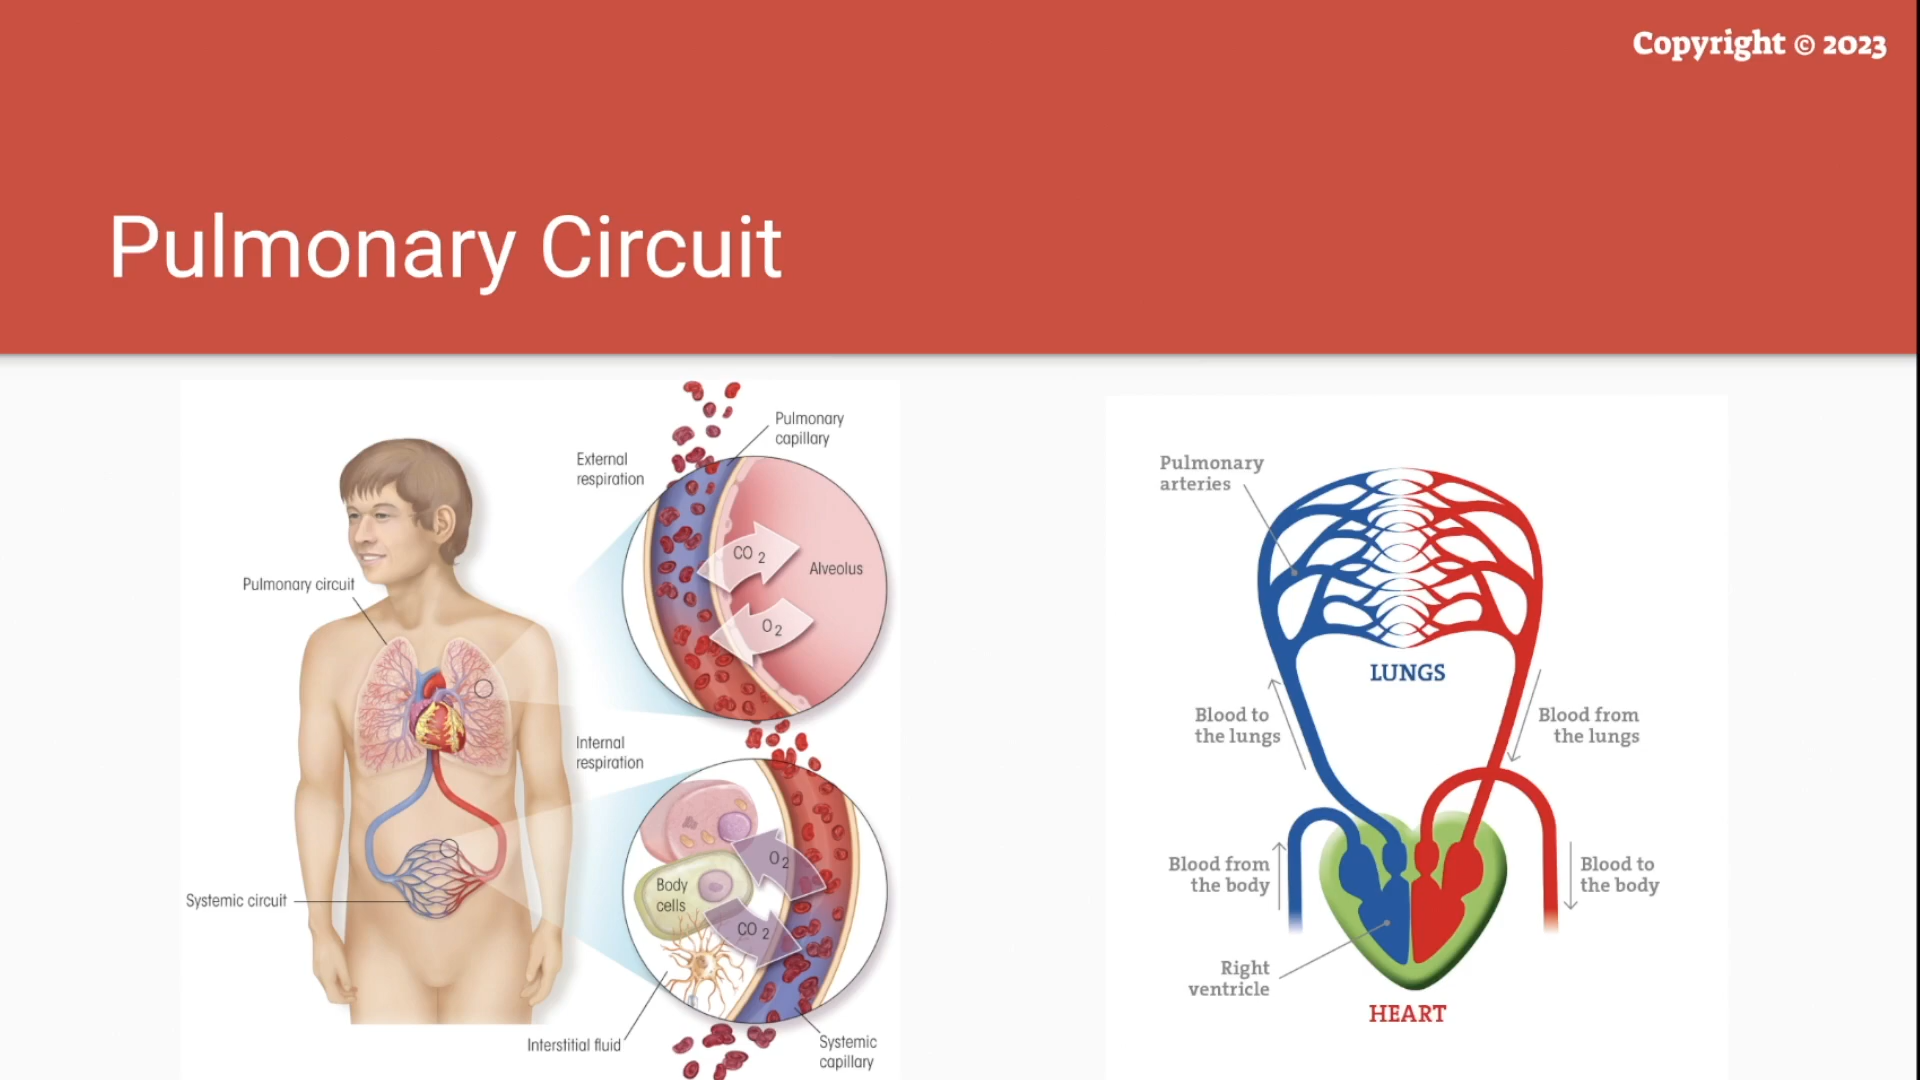 Copyright © 2023
Pulmonary Circuit
Pulmonary
capillary
External
respiration
CO 2
Alveolus
O 2
Pulmonary circuit
Internal
respiration
O 2
Body
cells
CO 2
Systemic circuit
Interstitial fluid
Systemic
capillary
Pulmonary
arteries
LUNGS
Blood to
the lungs
Blood from
the lungs
Blood from
the body
Blood to
the body
Right
ventricle
HEART